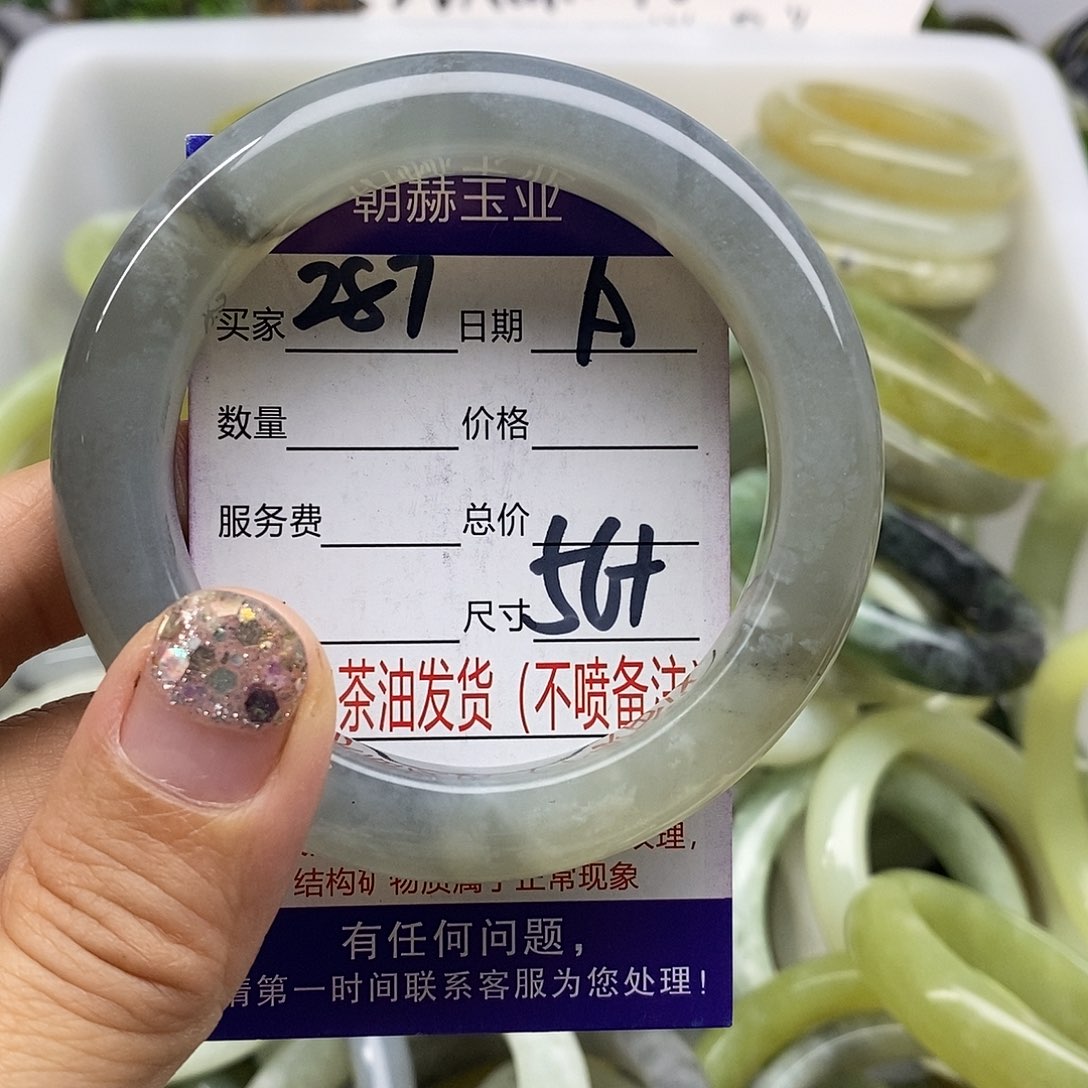 朝赫玉业
买家 287 日期 A
数量 价格
服务费 总价
尺寸 56+
茶油发货（不喷备注
理，
结构矿物质属于正常现象
有任何问题，
请第一时间联系客服为您处理！